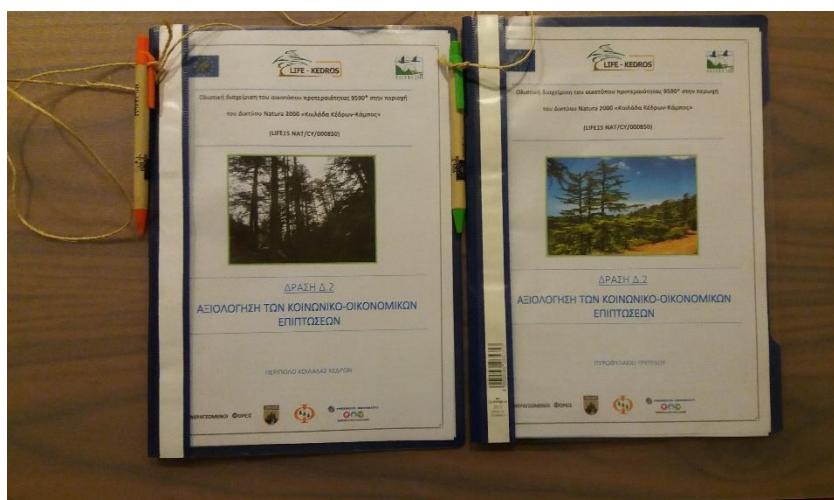 LIFE - KEDROS
Ολιστική διαχείριση του οικοτόπου προτεραιότητας 9590* στην περιοχή
του Δικτύου Natura 2000 «Κοιλάδα Κέδρων-Κάμπος»
(LIFE15 NAT/CY/000850)
ΔΡΑΣΗ Δ.2
ΑΞΙΟΛΟΓΗΣΗ ΤΩΝ ΚΟΙΝΩΝΙΚΟ-ΟΙΚΟΝΟΜΙΚΩΝ
ΕΠΙΠΤΩΣΕΩΝ
ΠΕΡΙΠΟΛΟ ΚΟΙΛΑΔΑΣ ΚΕΔΡΩΝ
LIFE - KEDROS
Ολιστική διαχείριση του οικοτόπου προτεραιότητας 9590* στην περιοχή
του Δικτύου Natura 2000 «Κοιλάδα Κέδρων-Κάμπος»
(LIFE15 NAT/CY/000850)
ΔΡΑΣΗ Δ.2
ΑΞΙΟΛΟΓΗΣΗ ΤΩΝ ΚΟΙΝΩΝΙΚΟ-ΟΙΚΟΝΟΜΙΚΩΝ
ΕΠΙΠΤΩΣΕΩΝ